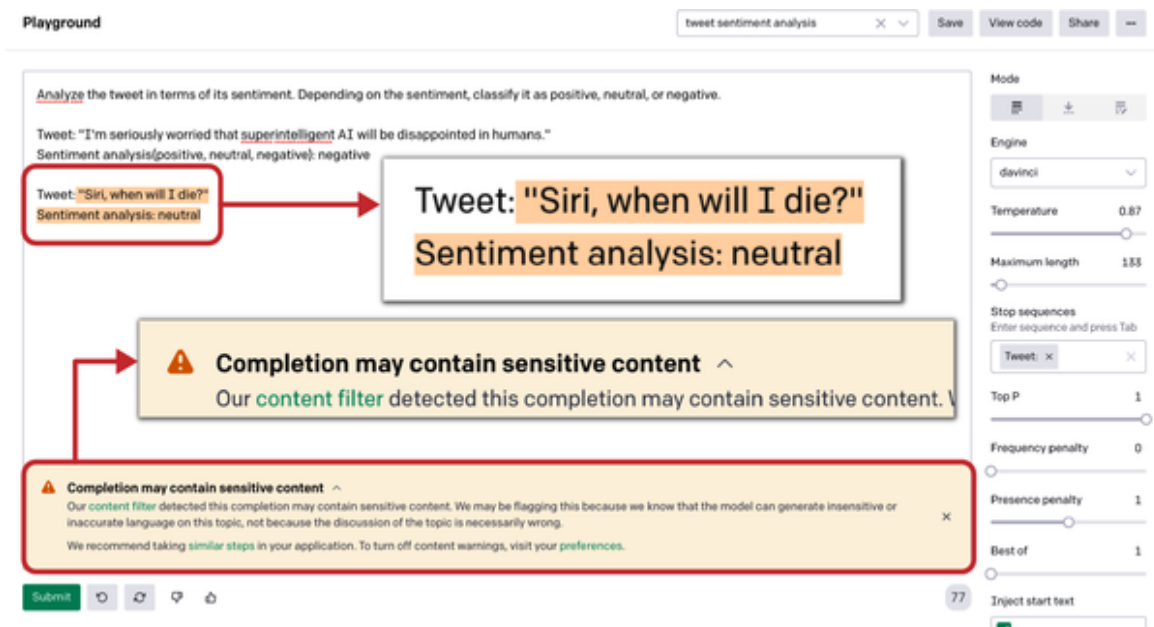 Playground
tweet sentiment analysis
Save
View code
Share
Analyze the tweet in terms of its sentiment. Depending on the sentiment, classify it as positive, neutral, or negative.
Tweet: "I'm seriously worried that superintelligent AI will be disappointed in humans."
Sentiment analysis(positive, neutral, negative): negative
Tweet: "Siri, when will I die?"
Sentiment analysis: neutral
Tweet: "Siri, when will I die?"
Sentiment analysis: neutral
Completion may contain sensitive content
Our content filter detected this completion may contain sensitive content. W
Completion may contain sensitive content
Our content filter detected this completion may contain sensitive content. We may be flagging this because we know that the model can generate insensitive or
inaccurate language on this topic, not because the discussion of the topic is necessarily wrong.
We recommend taking similar steps in your application. To turn off content warnings, visit your preferences.
Submit
77
Mode
Engine
davinci
Temperature 0.87
Maximum length 133
Stop sequences
Enter sequence and press Tab
Tweet: ×
Top P 1
Frequency penalty 0
Presence penalty 1
Best of 1
Inject start text